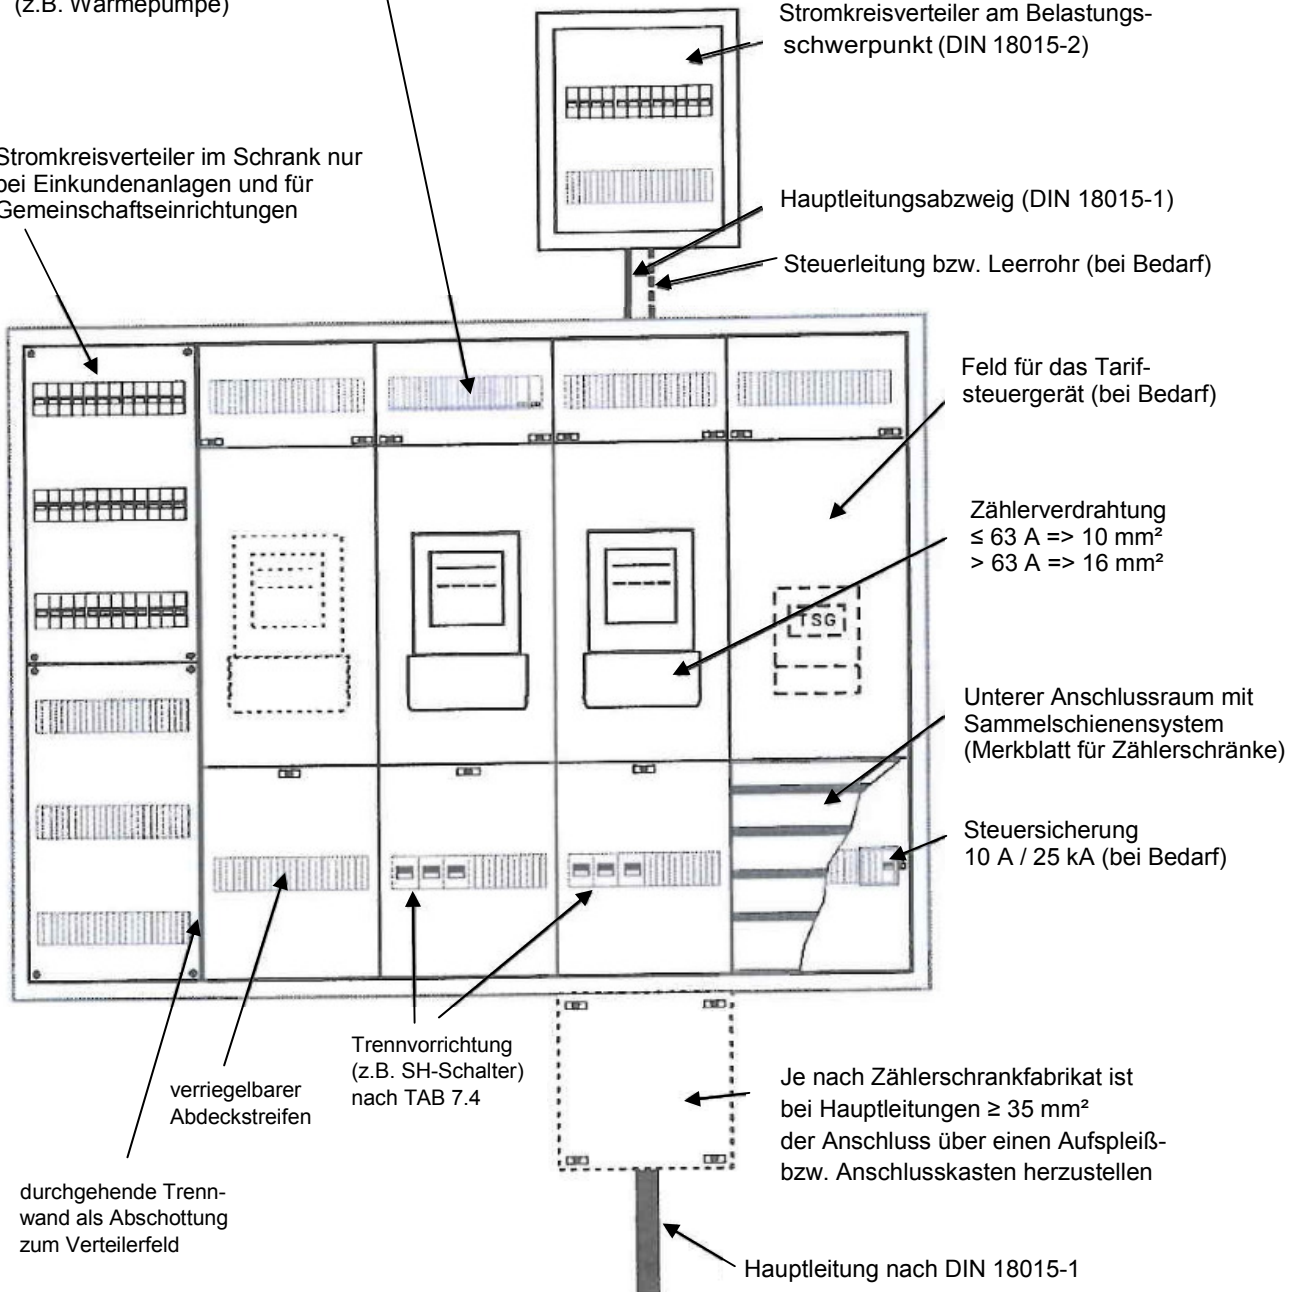 (z.B. Wärmepumpe)
Stromkreisverteiler am Belastungs-
schwerpunkt (DIN 18015-2)
Stromkreisverteiler im Schrank nur
bei Einkundenanlagen und für
Gemeinschaftseinrichtungen
Hauptleitungsabzweig (DIN 18015-1)
Steuerleitung bzw. Leerrohr (bei Bedarf)
Feld für das Tarif-
steuergerät (bei Bedarf)
Zählerverdrahtung
≤ 63 A => 10 mm²
> 63 A => 16 mm²
TSG
Unterer Anschlussraum mit
Sammelschienensystem
(Merkblatt für Zählerschränke)
Steuersicherung
10 A / 25 kA (bei Bedarf)
Trennvorrichtung
(z.B. SH-Schalter)
nach TAB 7.4
verriegelbarer
Abdeckstreifen
Je nach Zählerschrankfabrikat ist
bei Hauptleitungen ≥ 35 mm²
der Anschluss über einen Aufspleiß-
bzw. Anschlusskasten herzustellen
durchgehende Trenn-
wand als Abschottung
zum Verteilerfeld
Hauptleitung nach DIN 18015-1